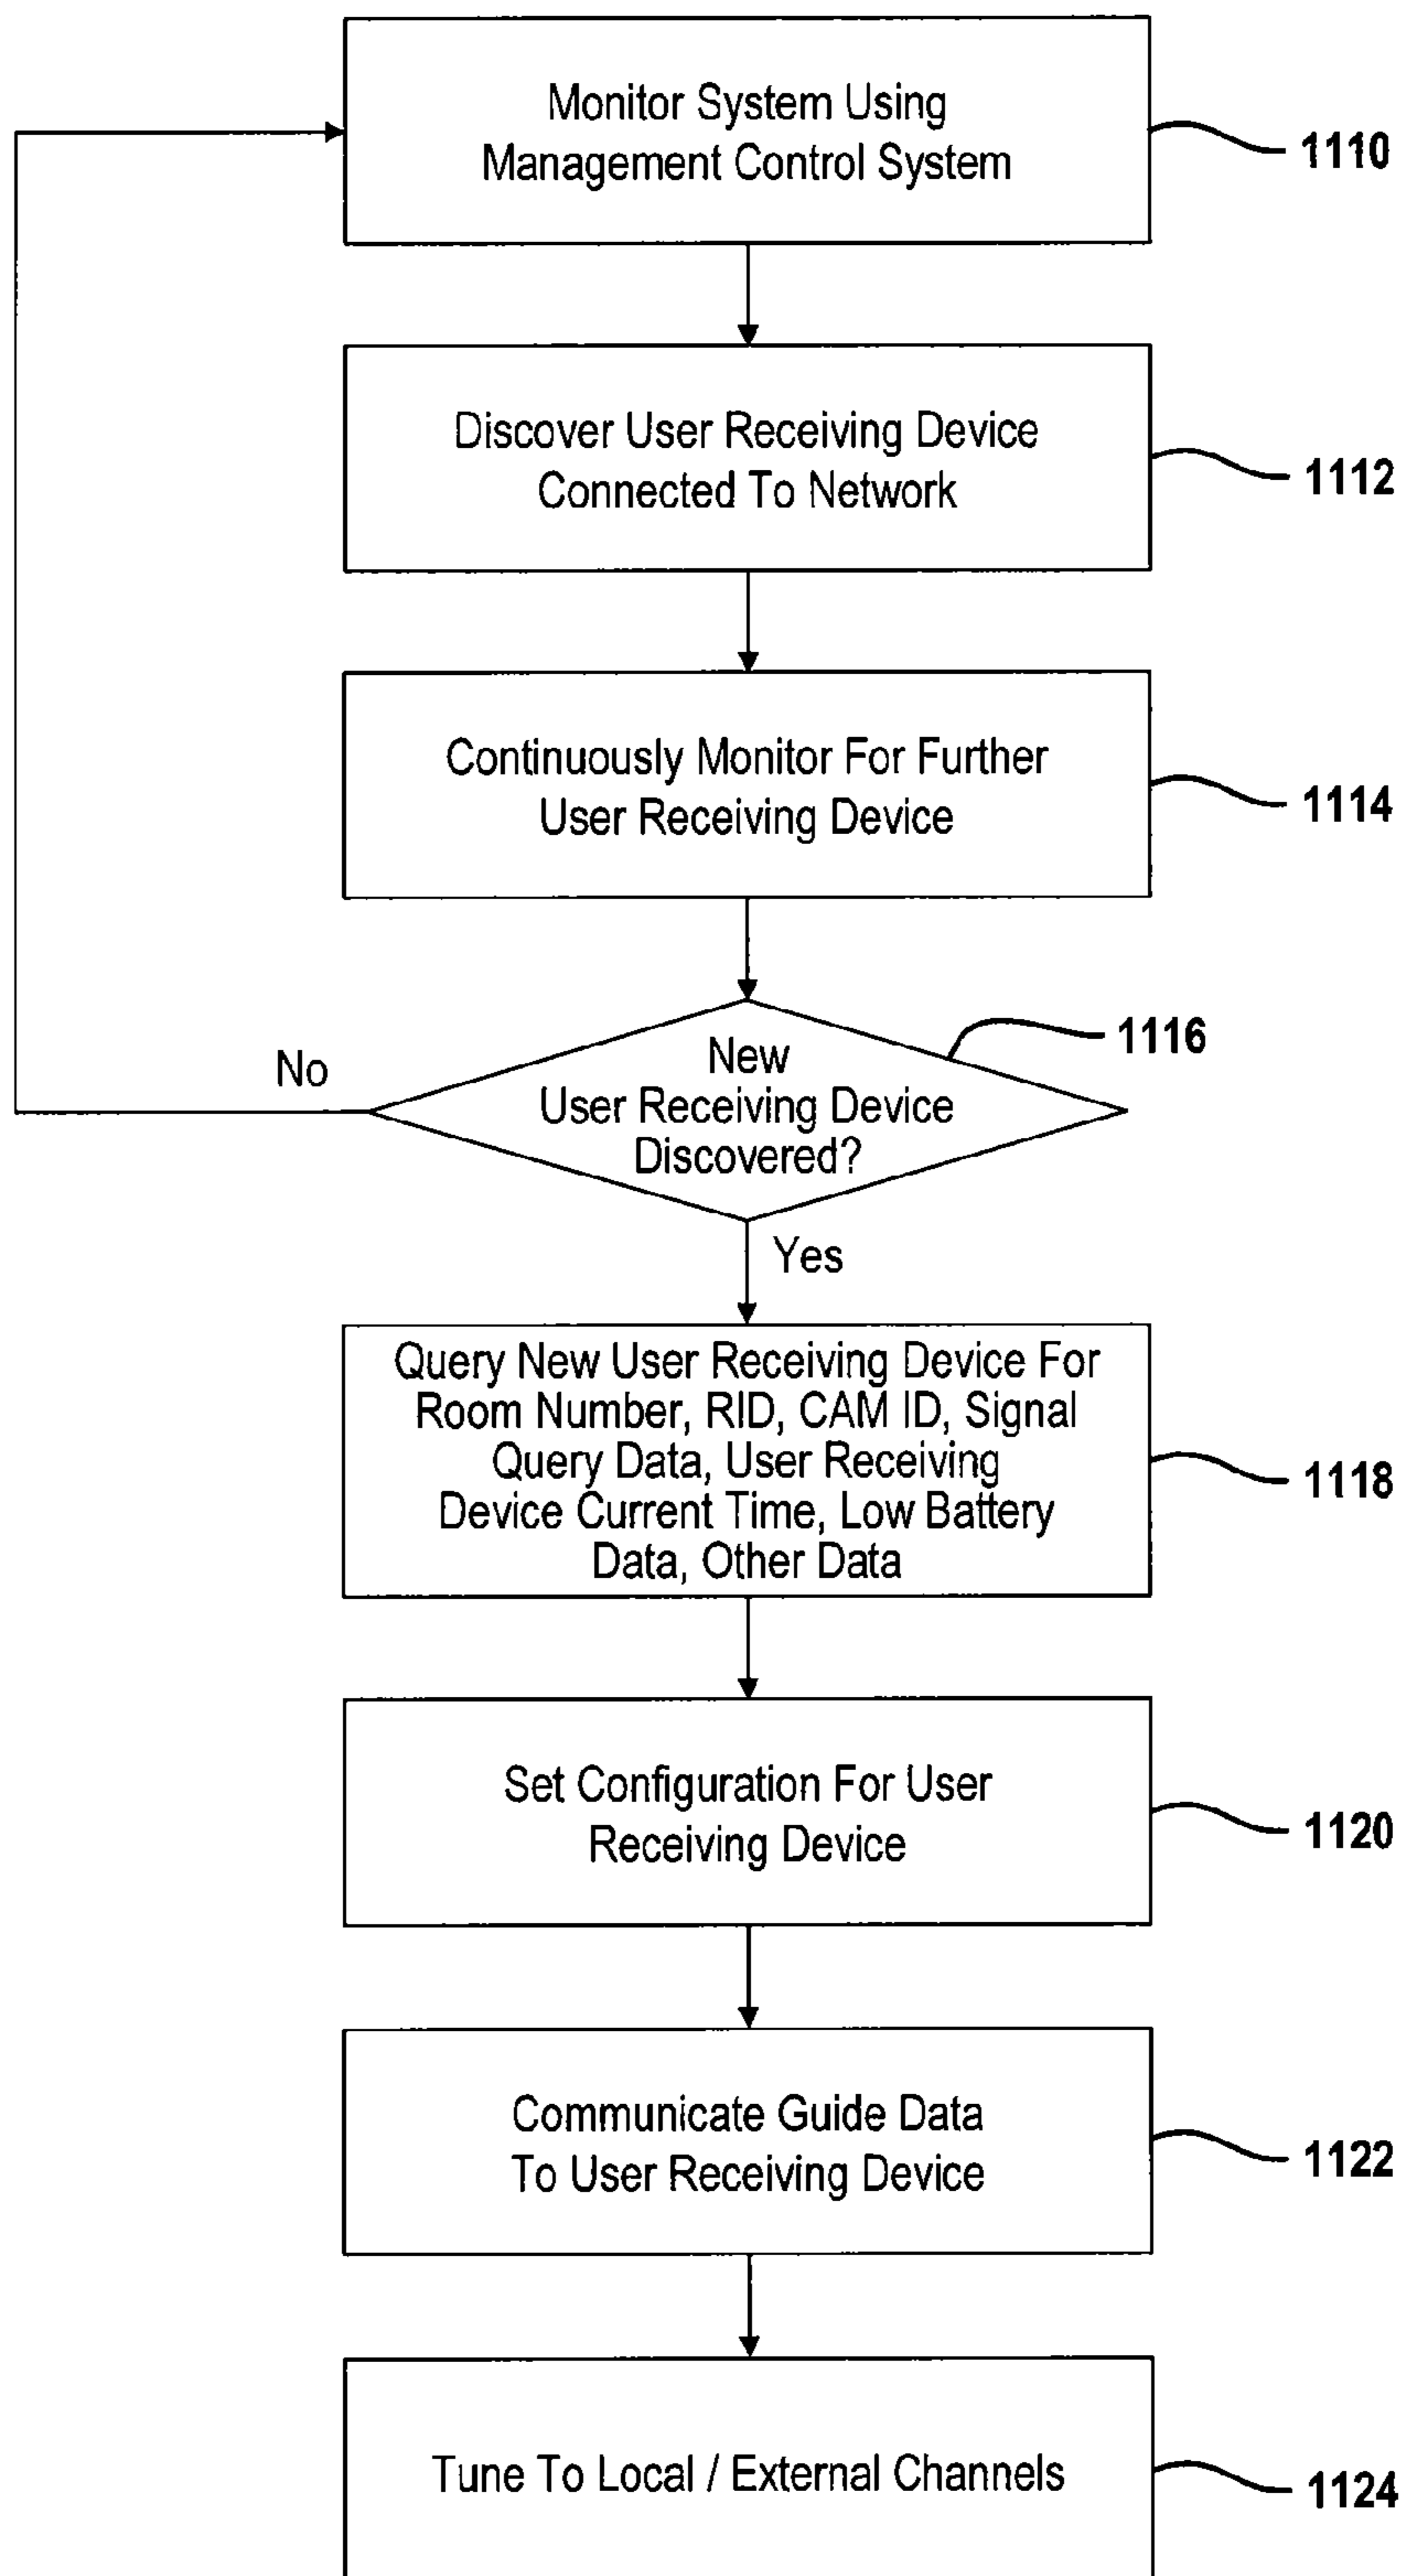 Monitor System Using
Management Control System
1110
Discover User Receiving Device
Connected To Network
1112
Continuously Monitor For Further
User Receiving Device
1114
New
User Receiving Device
Discovered?
1116
No
Yes
Query New User Receiving Device For
Room Number, RID, CAM ID, Signal
Query Data, User Receiving
Device Current Time, Low Battery
Data, Other Data
1118
Set Configuration For User
Receiving Device
1120
Communicate Guide Data
To User Receiving Device
1122
Tune To Local / External Channels
1124